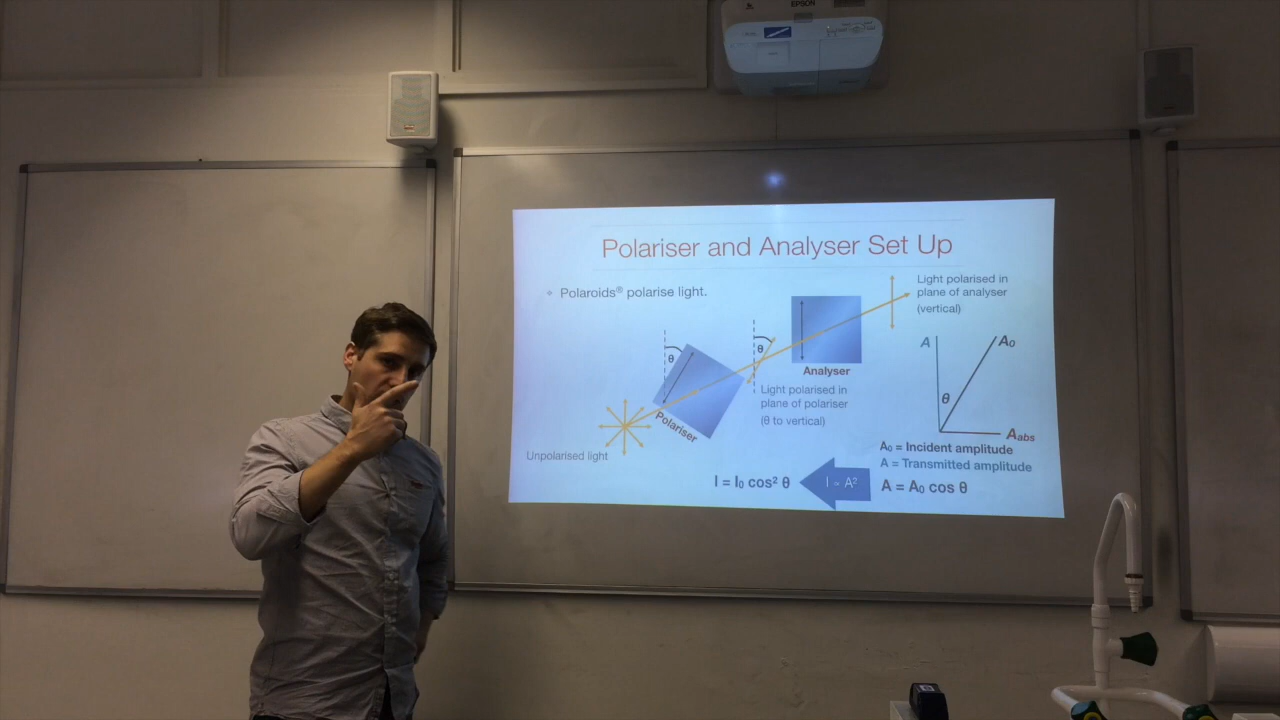 EPSON
Polariser and Analyser Set Up
Polaroids® polarise light.
Light polarised in
plane of analyser
(vertical)
θ
θ
Analyser
A
A₀
θ
A_abs
Light polarised in
plane of polariser
(θ to vertical)
Polariser
Unpolarised light
A₀ = Incident amplitude
A = Transmitted amplitude
I = I₀ cos² θ
I ∝ A²
A = A₀ cos θ